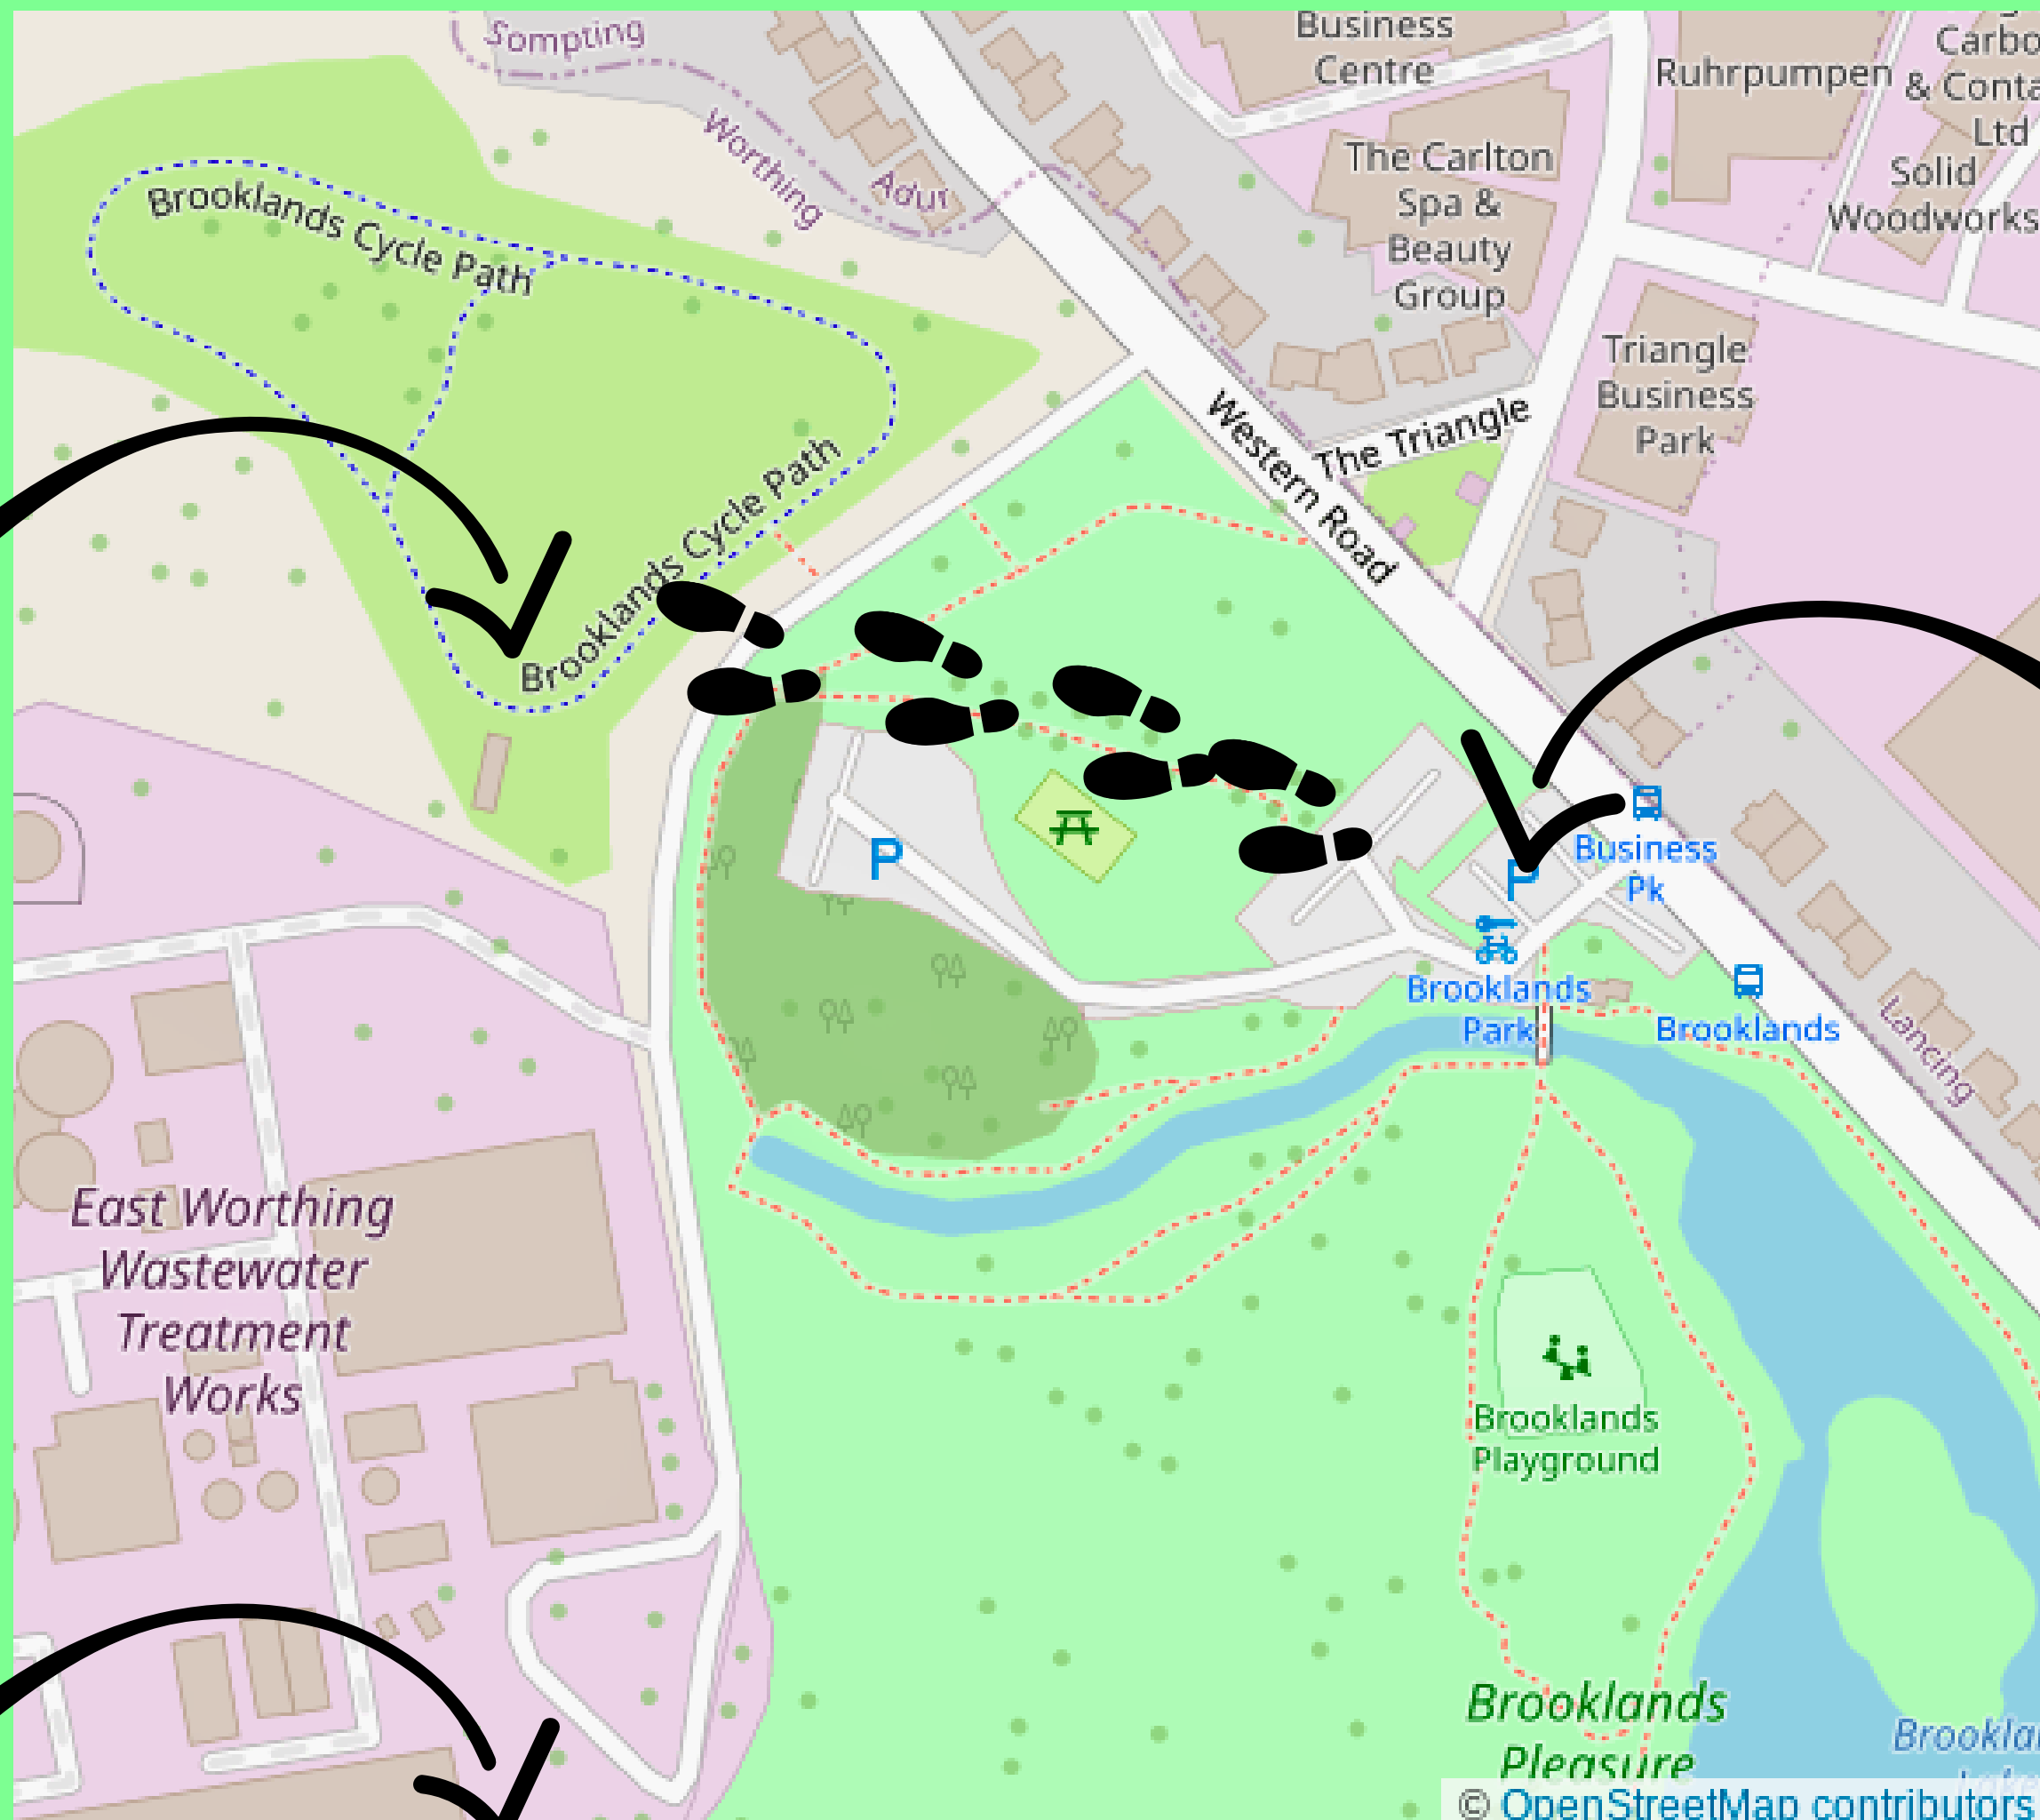 Sompting
Worthing
Adur
Business
Centre
Ruhrpumpen
Carbo
& Conta
Ltd
The Carlton
Spa &
Beauty
Group
Solid
Woodworks
Brooklands Cycle Path
Triangle
Business
Park
The Triangle
Western Road
Brooklands Cycle Path
P
P
Business
Pk
Brooklands
Park
Brooklands
Lancing
East Worthing
Wastewater
Treatment
Works
Brooklands
Playground
Brooklands
Pleasure
Brooklan
© OpenStreetMap contributors